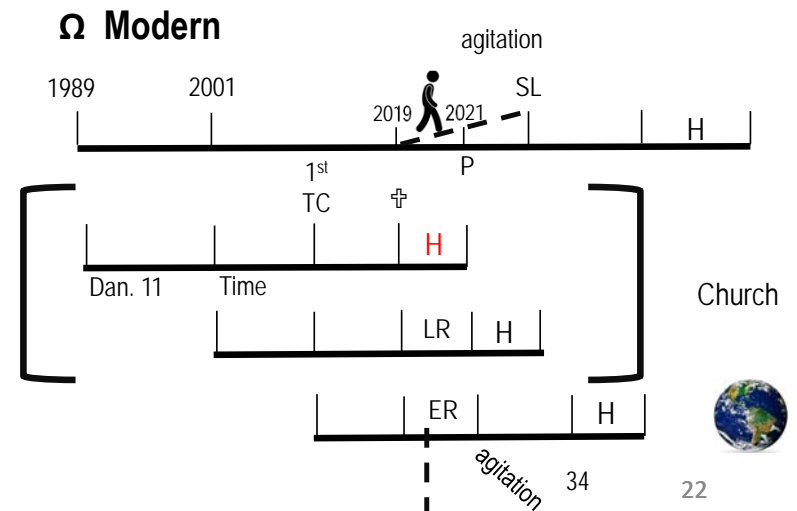 Ω Modern
agitation
1989 2001 SL
2019 2021
H
1st P
TC ✞
H
Dan. 11 Time
Church
LR H
ER H
agitation 34 22